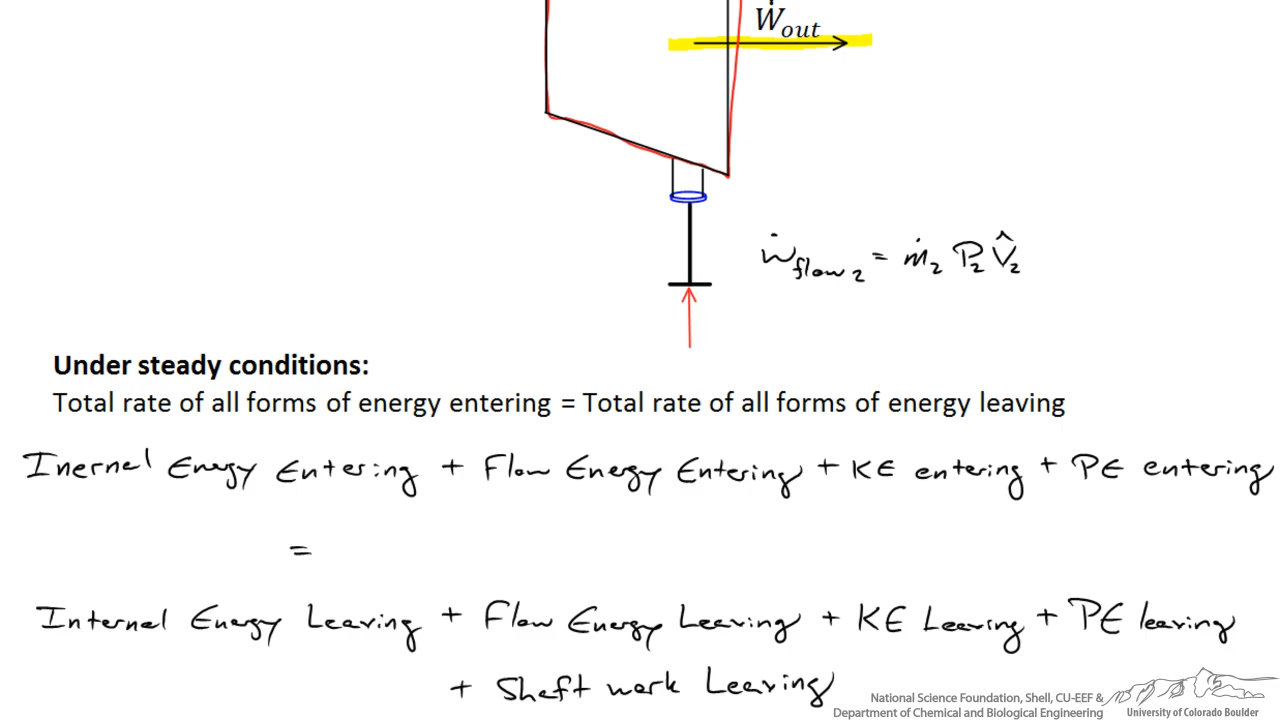 Ẇout
Ẇflow 2 = ṁ2 P2 V̂2
Under steady conditions:
Total rate of all forms of energy entering = Total rate of all forms of energy leaving
Inernel Energy Entering + Flow Energy Entering + KE entering + PE entering
=
Internal Energy Leaving + Flow Energy Leaving + KE Leaving + PE leaving
+ Shaft work Leaving
National Science Foundation, Shell, CU-EEF &
Department of Chemical and Biological Engineering
University of Colorado Boulder